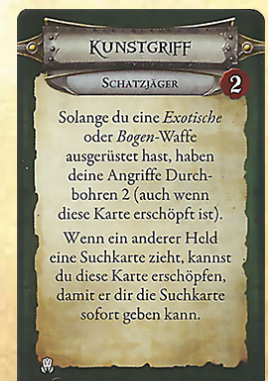 KUNSTGRIFF
SCHATZJÄGER
2
Solange du eine Exotische
oder Bogen-Waffe
ausgerüstet hast, haben
deine Angriffe Durch-
bohren 2 (auch wenn
diese Karte erschöpft ist).
Wenn ein anderer Held
eine Suchkarte zieht, kannst
du diese Karte erschöpfen,
damit er dir die Suchkarte
sofort geben kann.